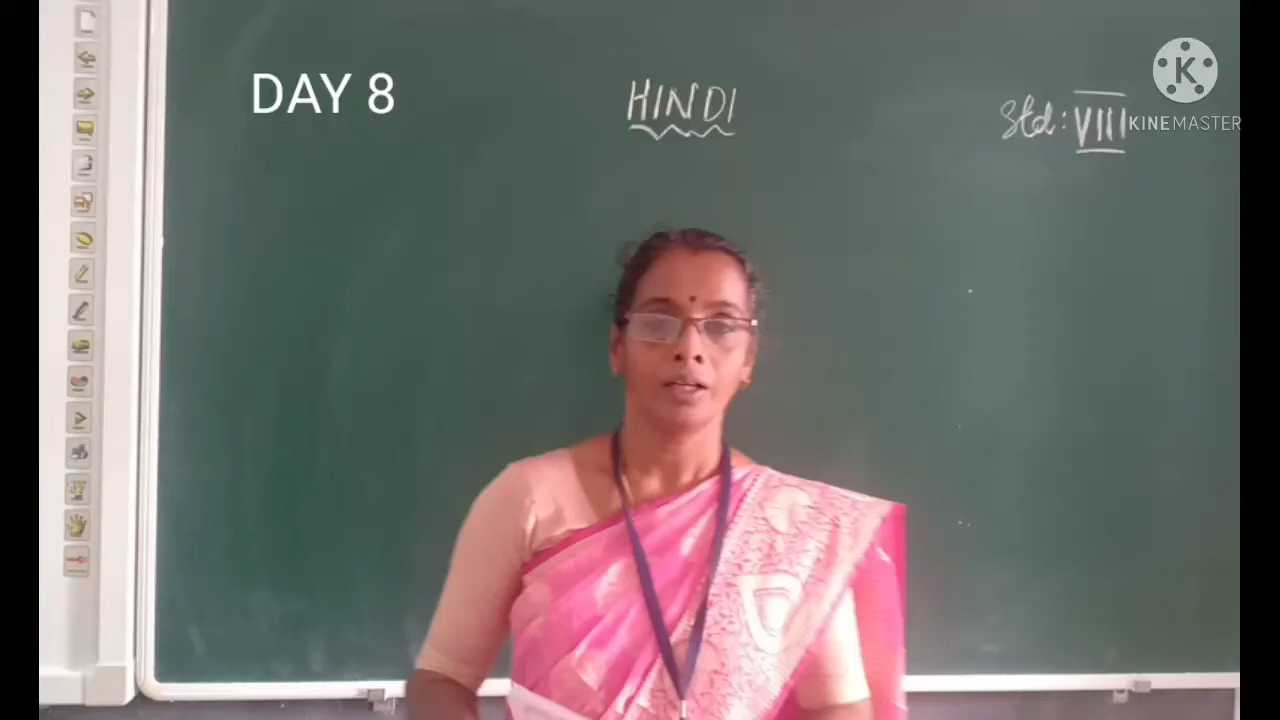 DAY 8
HINDI
Std: VIII
K
KINEMASTER